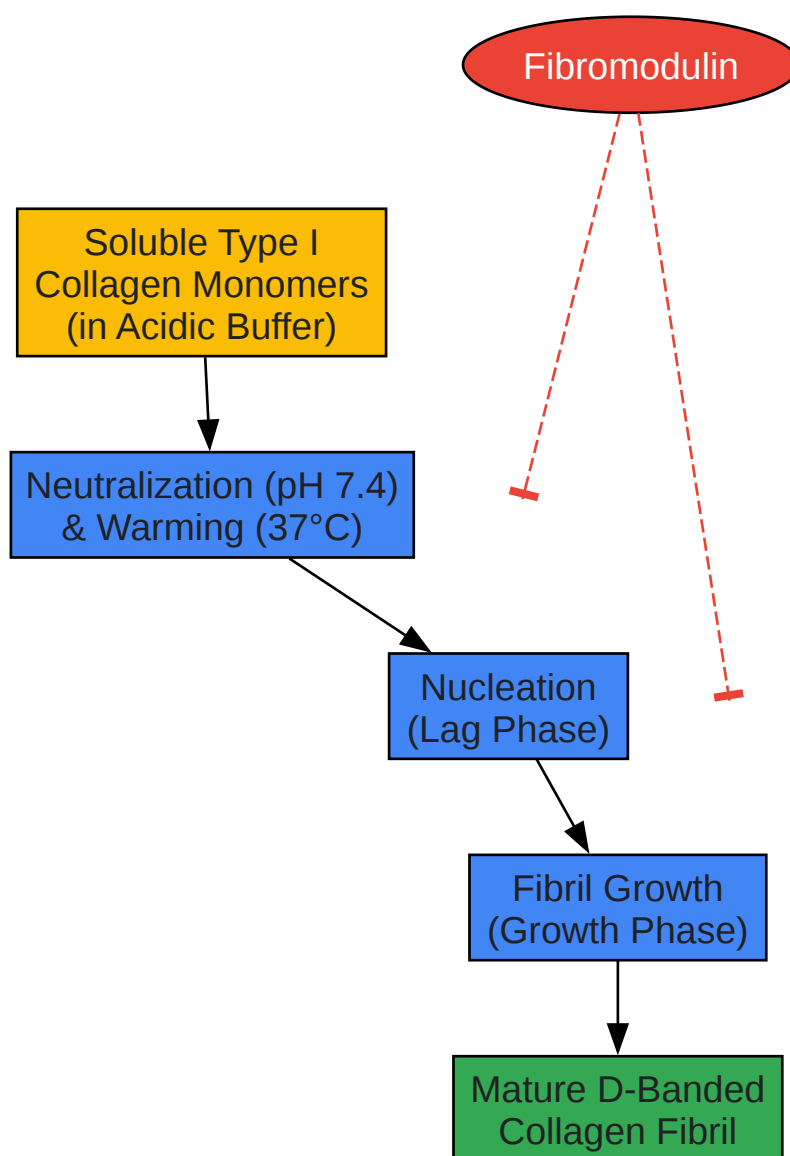 Fibromodulin
Soluble Type I
Collagen Monomers
(in Acidic Buffer)
Neutralization (pH 7.4)
& Warming (37°C)
Nucleation
(Lag Phase)
Fibril Growth
(Growth Phase)
Mature D-Banded
Collagen Fibril